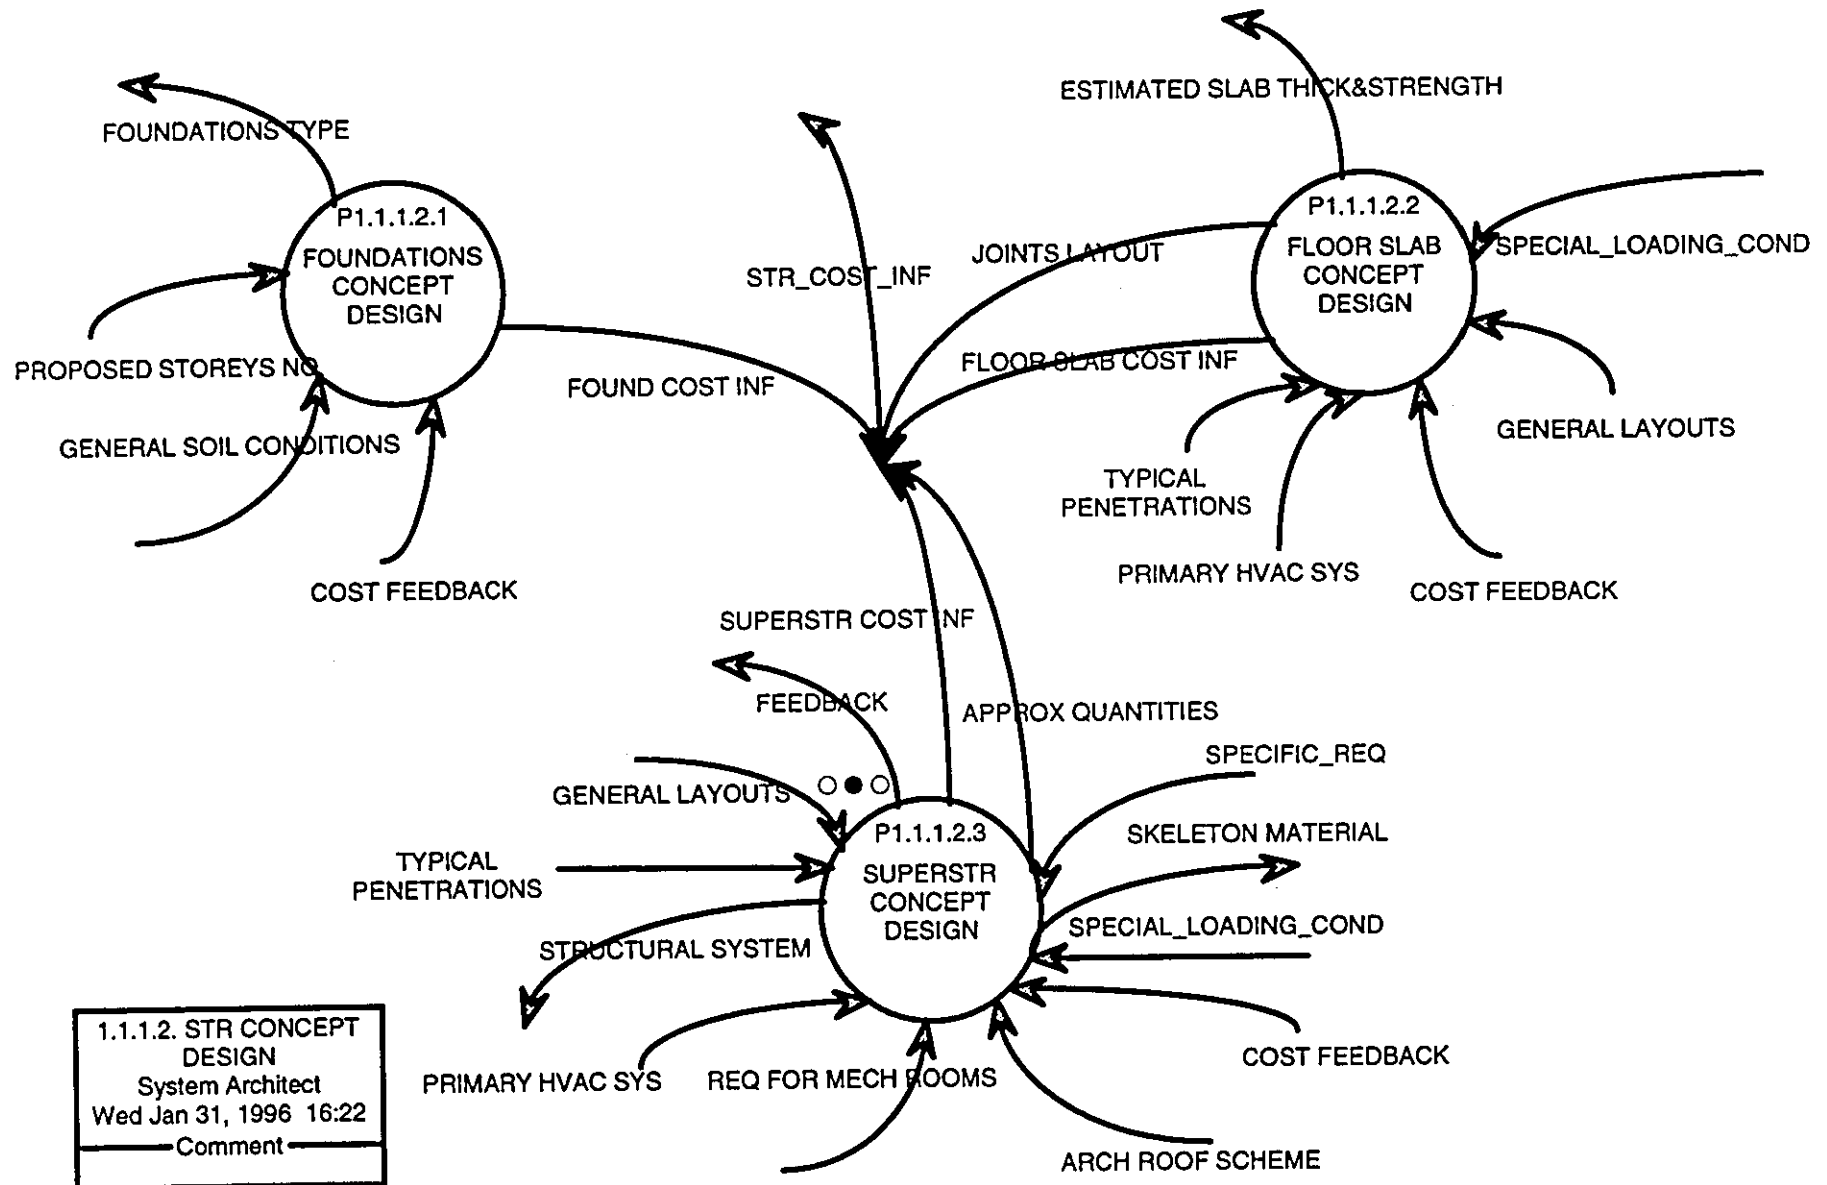 ESTIMATED SLAB THICK&STRENGTH
FOUNDATIONS TYPE
P1.1.1.2.1
FOUNDATIONS
CONCEPT
DESIGN
P1.1.1.2.2
FLOOR SLAB
CONCEPT
DESIGN
SPECIAL_LOADING_COND
JOINTS LAYOUT
STR_COST_INF
PROPOSED STOREYS NO
FOUND COST INF
FLOOR SLAB COST INF
GENERAL LAYOUTS
GENERAL SOIL CONDITIONS
TYPICAL
PENETRATIONS
PRIMARY HVAC SYS
COST FEEDBACK
COST FEEDBACK
SUPERSTR COST INF
FEEDBACK
APPROX QUANTITIES
SPECIFIC_REQ
GENERAL LAYOUTS
P1.1.1.2.3
SUPERSTR
CONCEPT
DESIGN
SKELETON MATERIAL
TYPICAL
PENETRATIONS
SPECIAL_LOADING_COND
STRUCTURAL SYSTEM
PRIMARY HVAC SYS
REQ FOR MECH ROOMS
COST FEEDBACK
ARCH ROOF SCHEME
1.1.1.2. STR CONCEPT
DESIGN
System Architect
Wed Jan 31, 1996 16:22
Comment